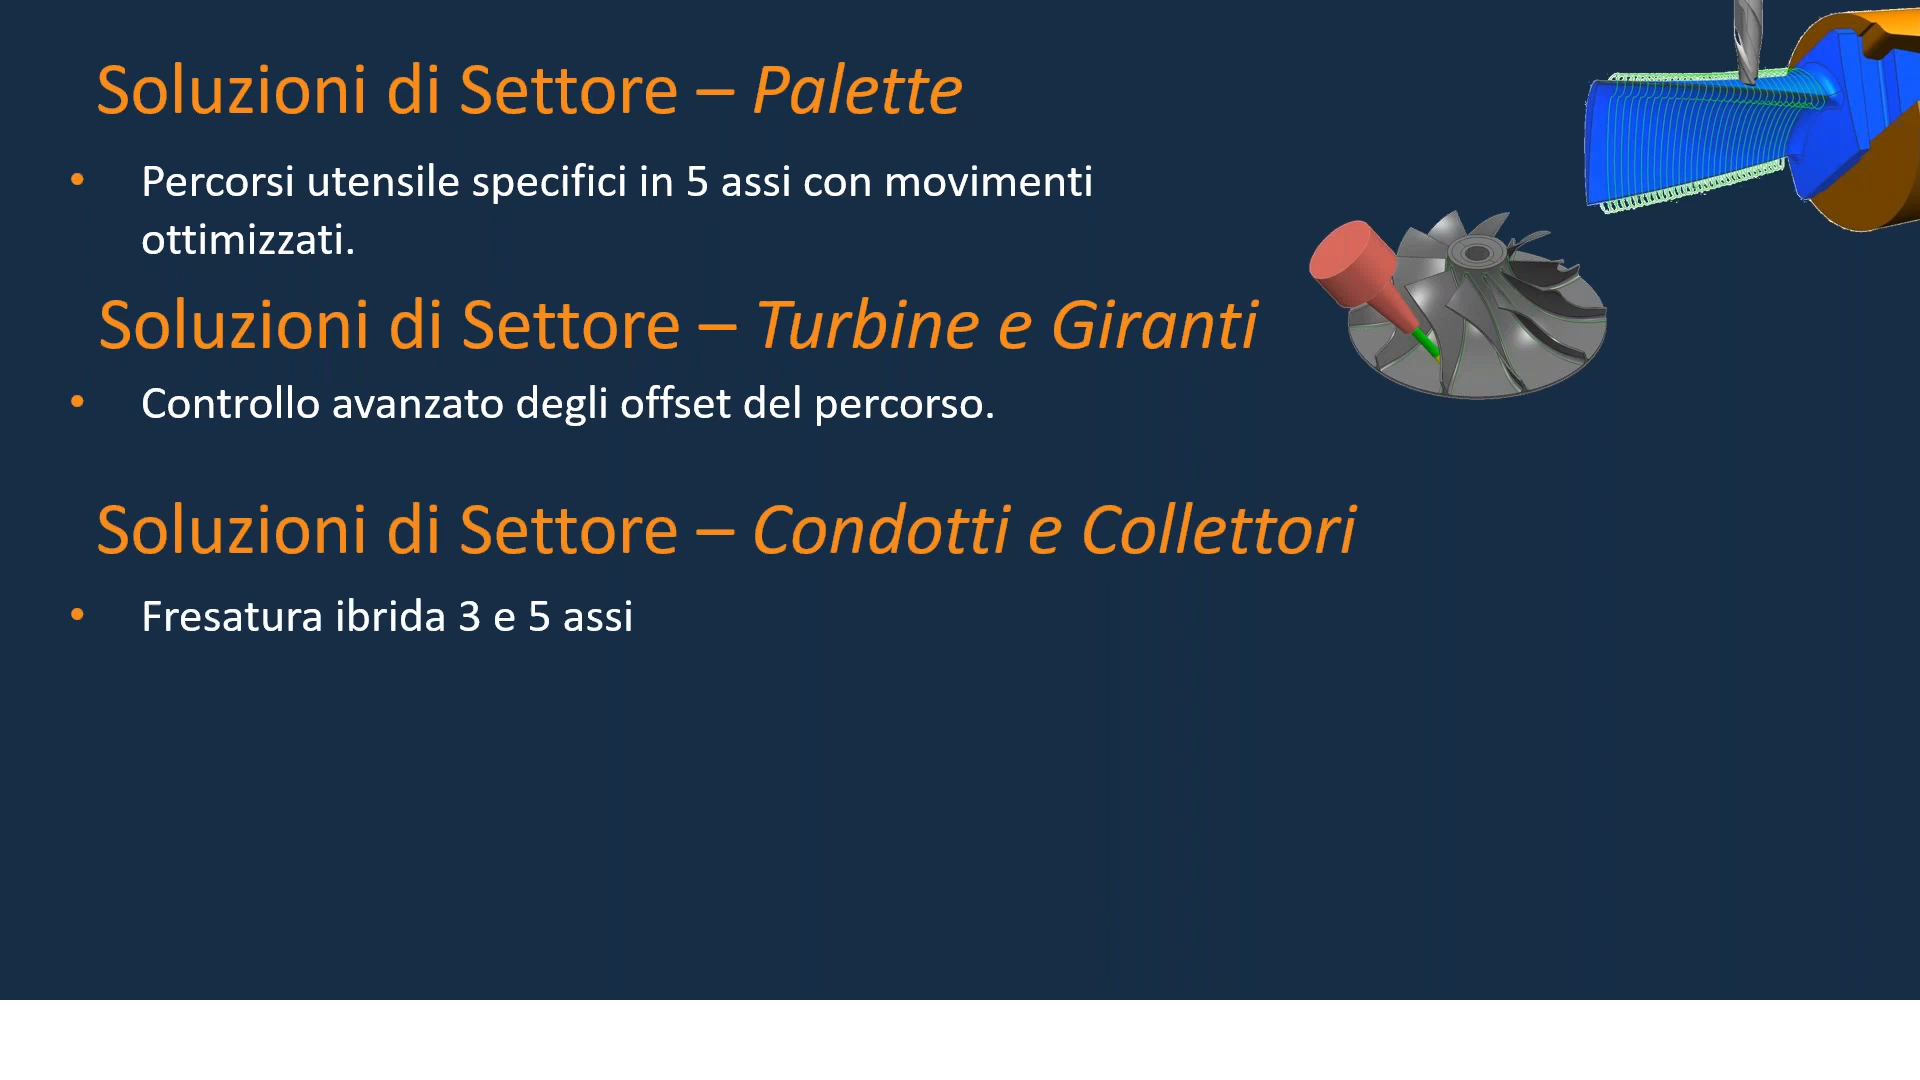 Soluzioni di Settore – Palette
• Percorsi utensile specifici in 5 assi con movimenti
ottimizzati.
Soluzioni di Settore – Turbine e Giranti
• Controllo avanzato degli offset del percorso.
Soluzioni di Settore – Condotti e Collettori
• Fresatura ibrida 3 e 5 assi